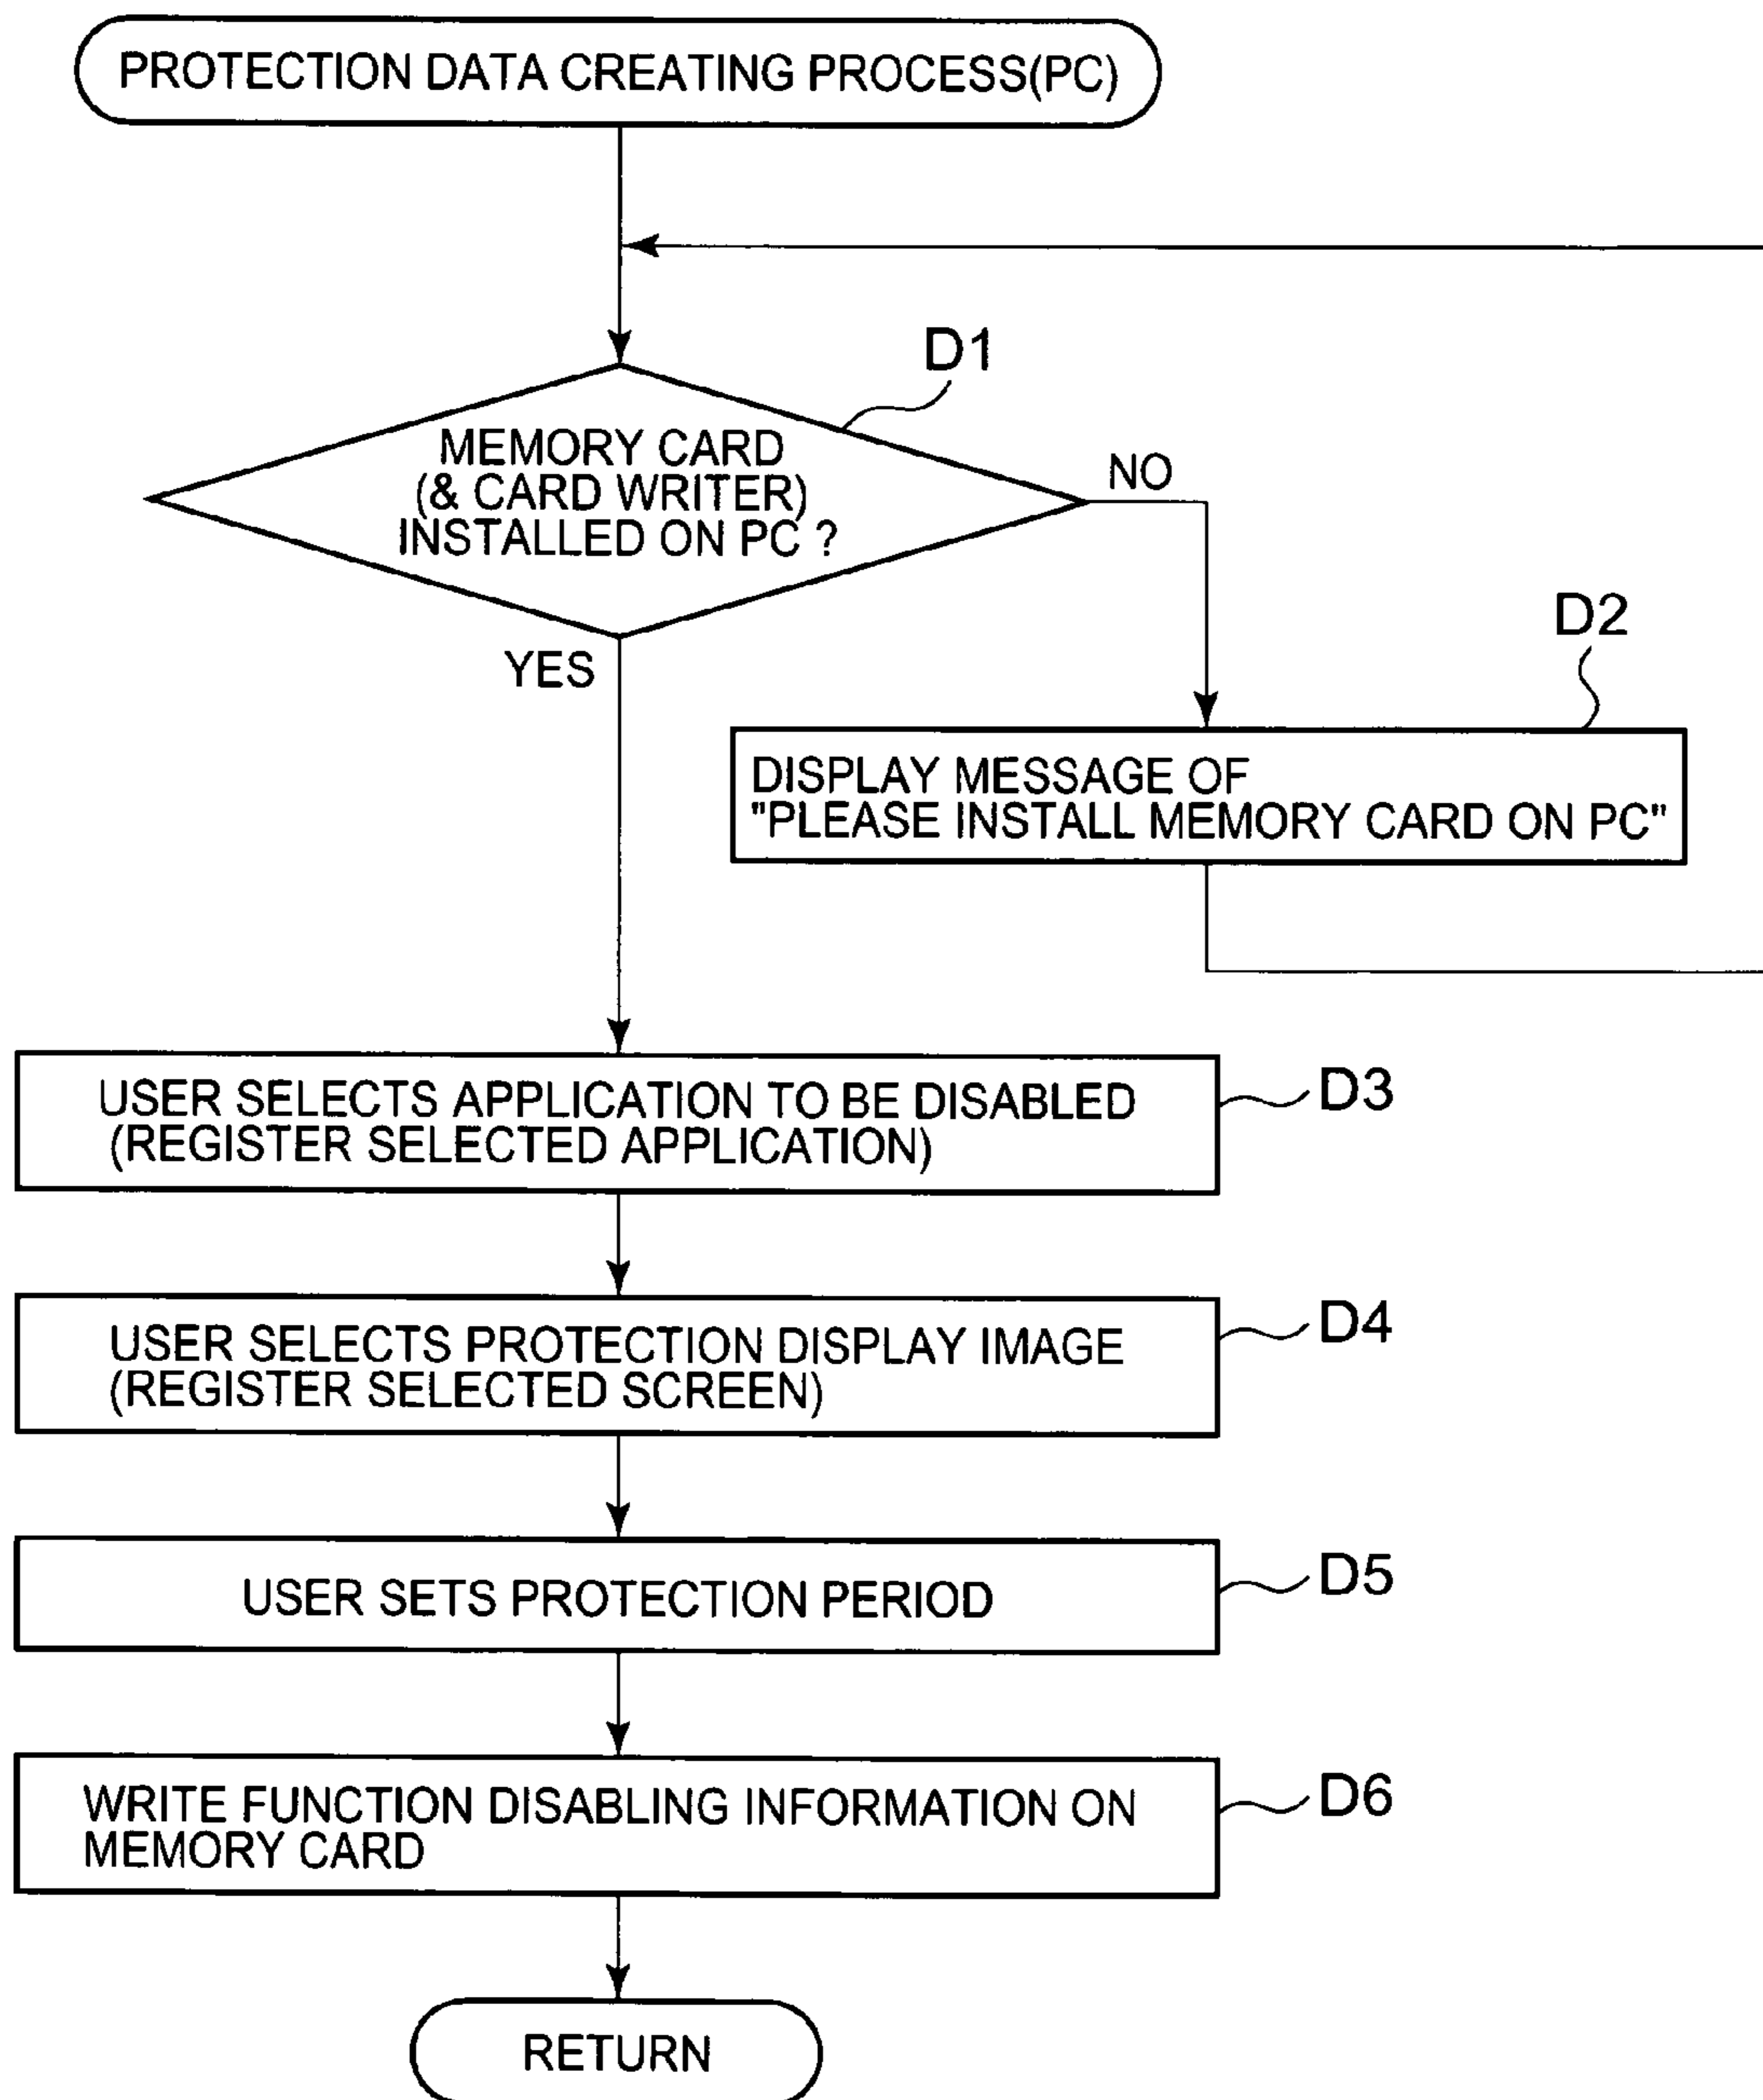 PROTECTION DATA CREATING PROCESS(PC)
D1
MEMORY CARD
(& CARD WRITER)
INSTALLED ON PC ?
NO
YES
D2
DISPLAY MESSAGE OF
"PLEASE INSTALL MEMORY CARD ON PC"
USER SELECTS APPLICATION TO BE DISABLED
(REGISTER SELECTED APPLICATION)
D3
USER SELECTS PROTECTION DISPLAY IMAGE
(REGISTER SELECTED SCREEN)
D4
USER SETS PROTECTION PERIOD
D5
WRITE FUNCTION DISABLING INFORMATION ON
MEMORY CARD
D6
RETURN